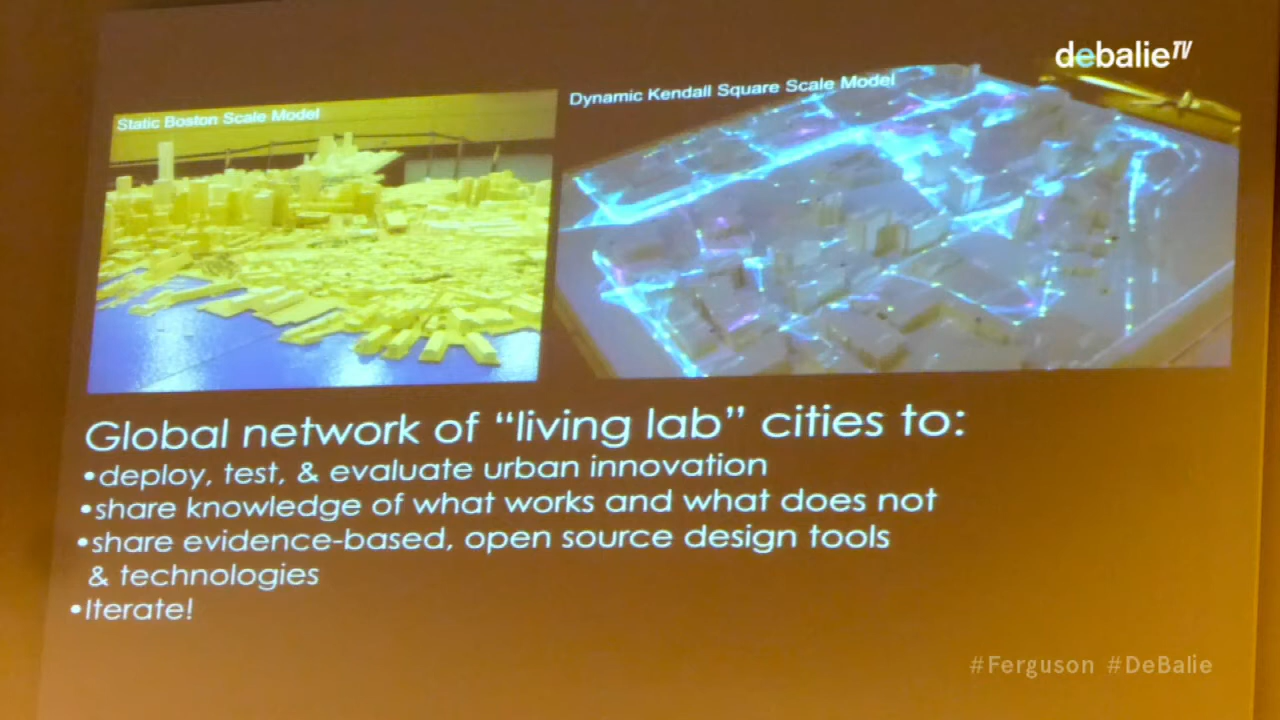 debalieTV
Static Boston Scale Model
Dynamic Kendall Square Scale Model
Global network of “living lab” cities to:
•deploy, test, & evaluate urban innovation
•share knowledge of what works and what does not
•share evidence-based, open source design tools
& technologies
•Iterate!
#Ferguson #DeBalie